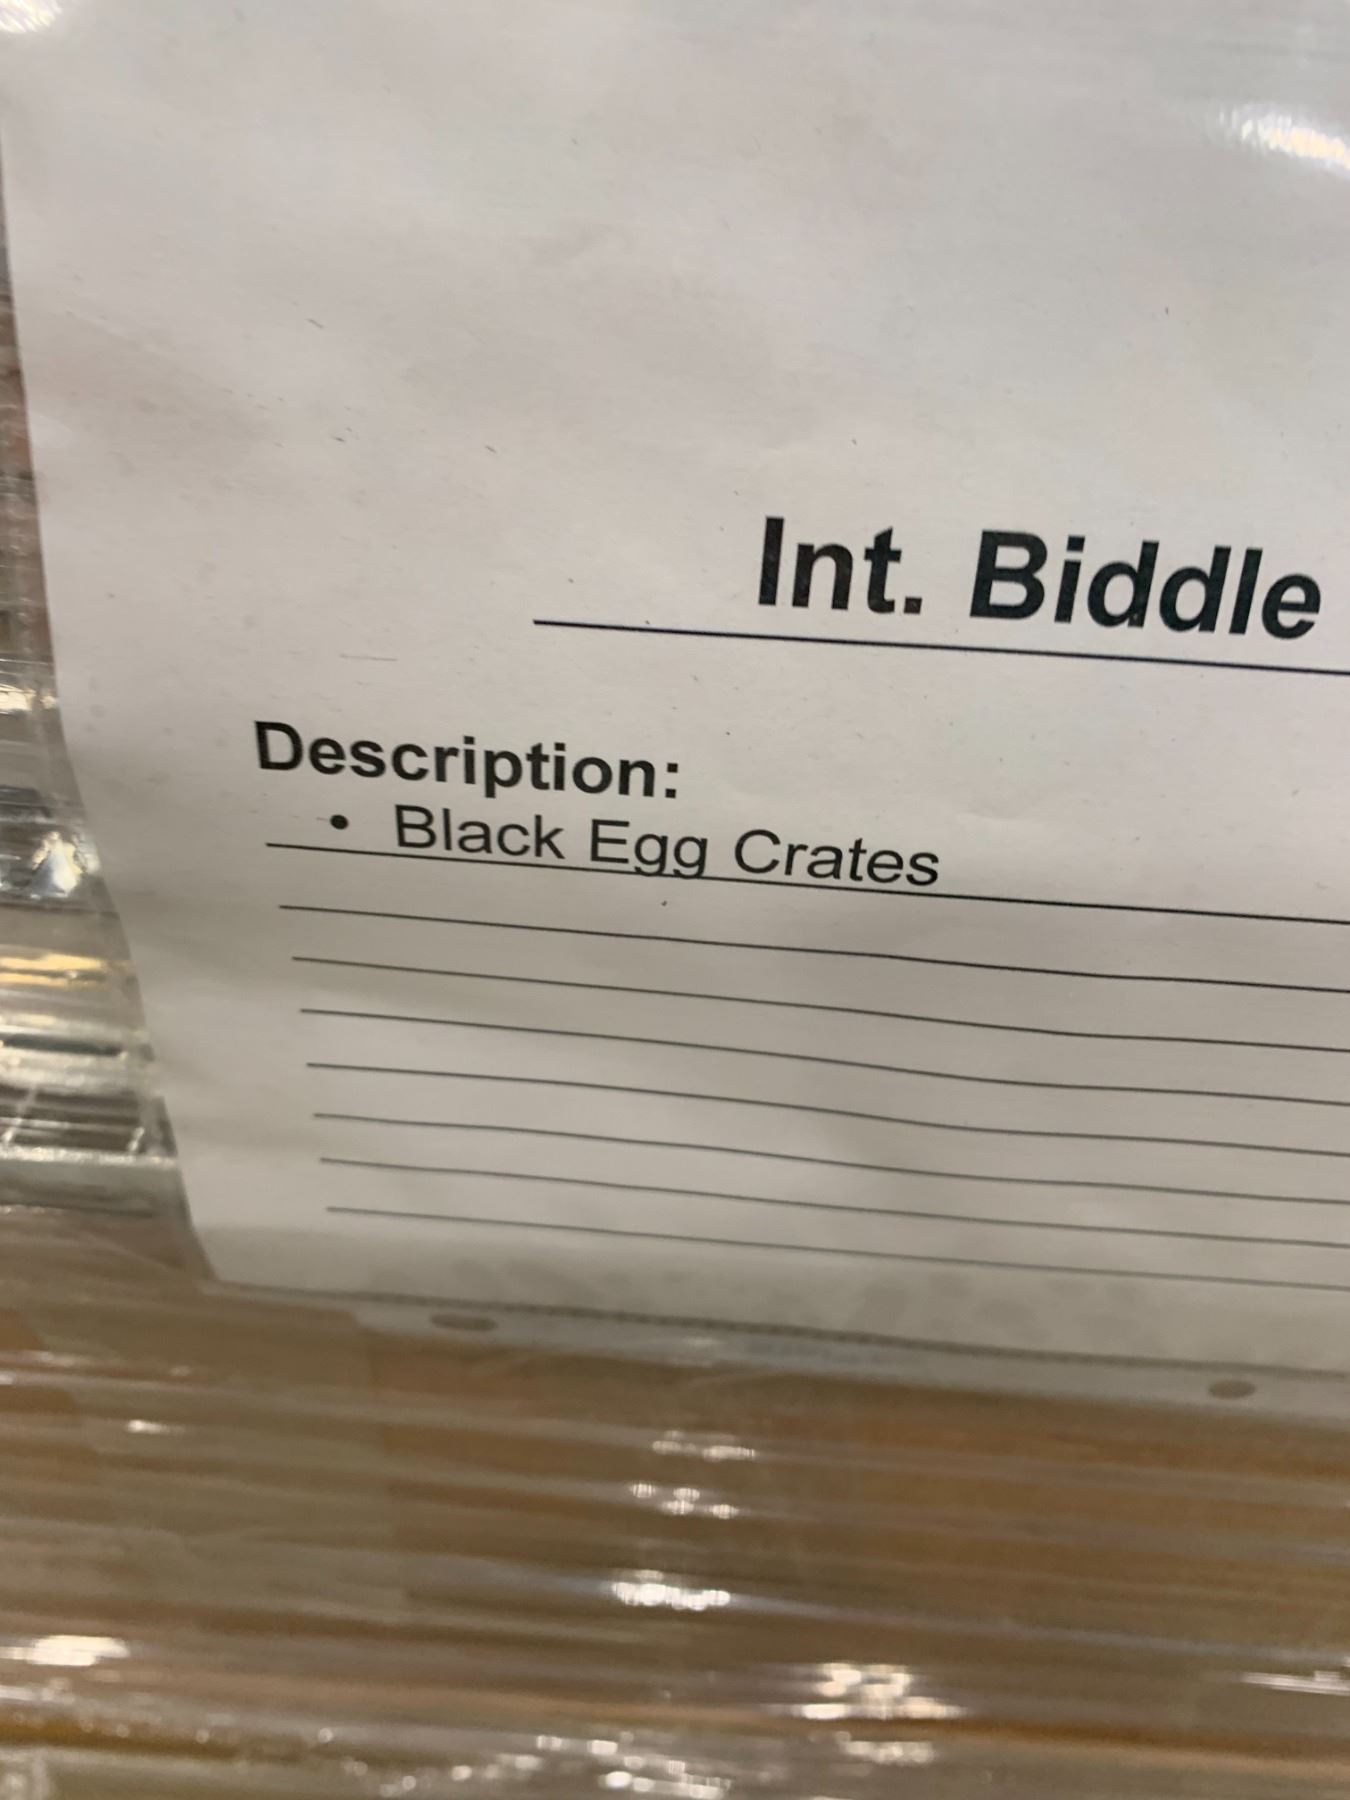 Int. Biddle
Description:
• Black Egg Crates